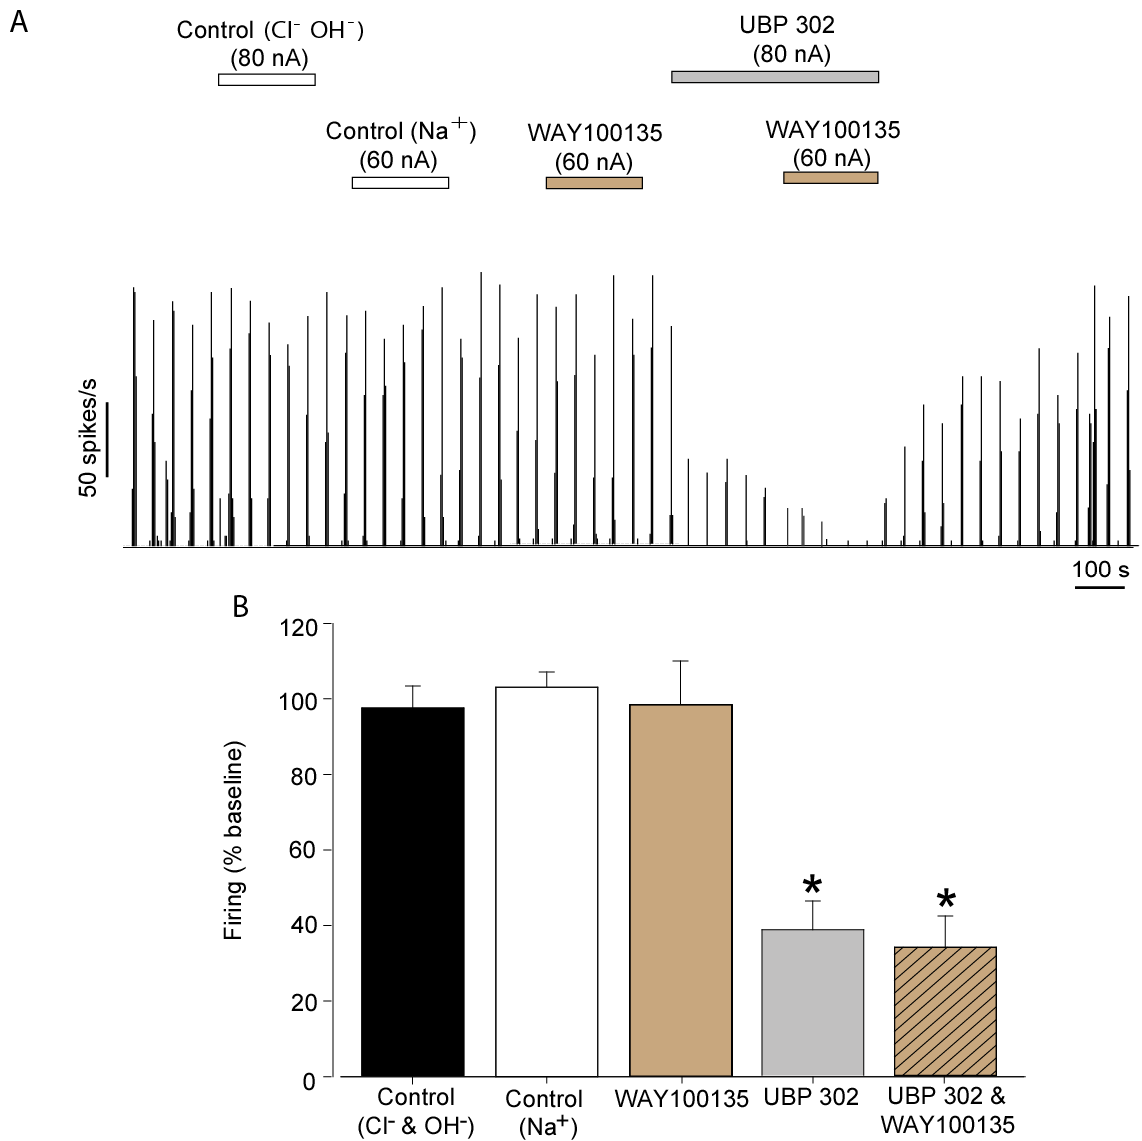 A
Control (Cl⁻ OH⁻)
(80 nA)
UBP 302
(80 nA)
Control (Na⁺)
(60 nA)
WAY100135
(60 nA)
WAY100135
(60 nA)
50 spikes/s
100 s
B
120
100
80
60
40
20
0
Firing (% baseline)
*
*
Control
(Cl⁻ & OH⁻)
Control
(Na⁺)
WAY100135
UBP 302
UBP 302 &
WAY100135